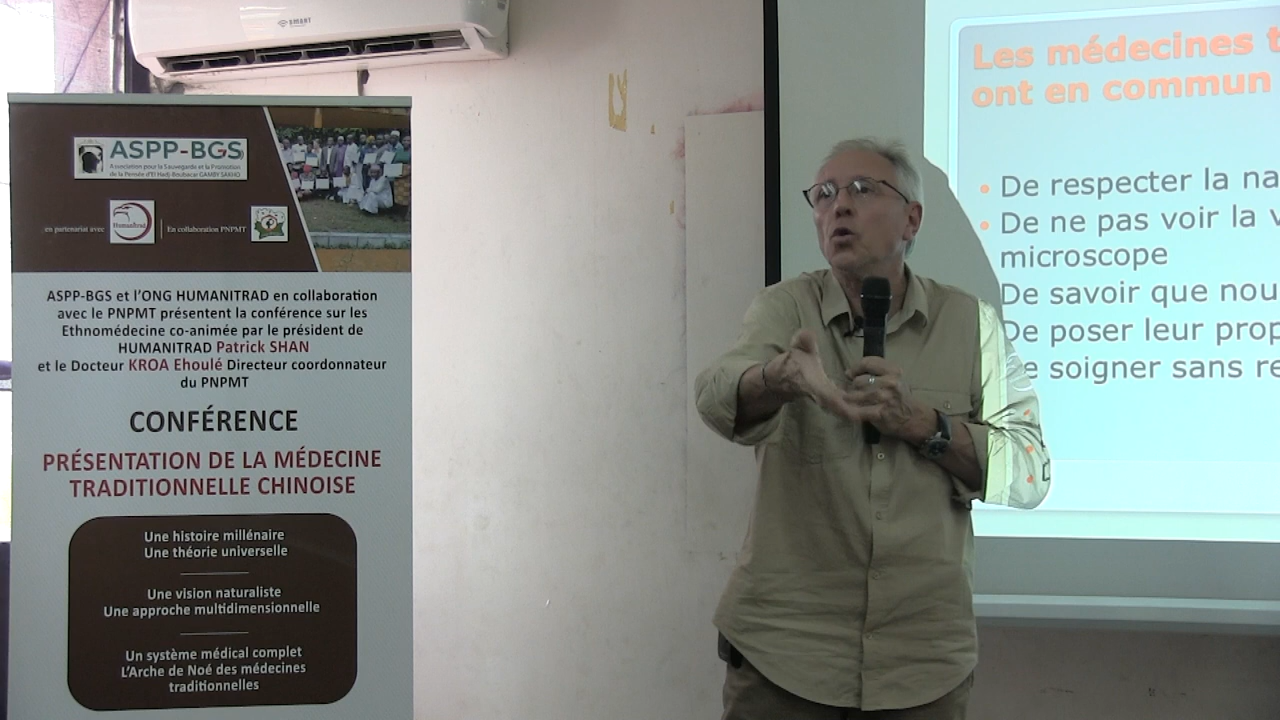 SMART
ASPP-BGS
Association pour la Sauvegarde et la Promotion
de la Pensée d'El Hadj-Boubacar GAMBY SAKHO
en partenariat avec
Humanitrad
En collaboration PNPMT
ASPP-BGS et l'ONG HUMANITRAD en collaboration
avec le PNPMT présentent la conférence sur les
Ethnomédecine co-animée par le président de
HUMANITRAD Patrick SHAN
et le Docteur KROA Ehoulé Directeur coordonnateur
du PNPMT
CONFÉRENCE
PRÉSENTATION DE LA MÉDECINE
TRADITIONNELLE CHINOISE
Une histoire millénaire
Une théorie universelle
Une vision naturaliste
Une approche multidimensionnelle
Un système médical complet
L'Arche de Noé des médecines
traditionnelles
Les médecines t
ont en commun
De respecter la na
De ne pas voir la v
microscope
De savoir que nou
De poser leur prop
e soigner sans re